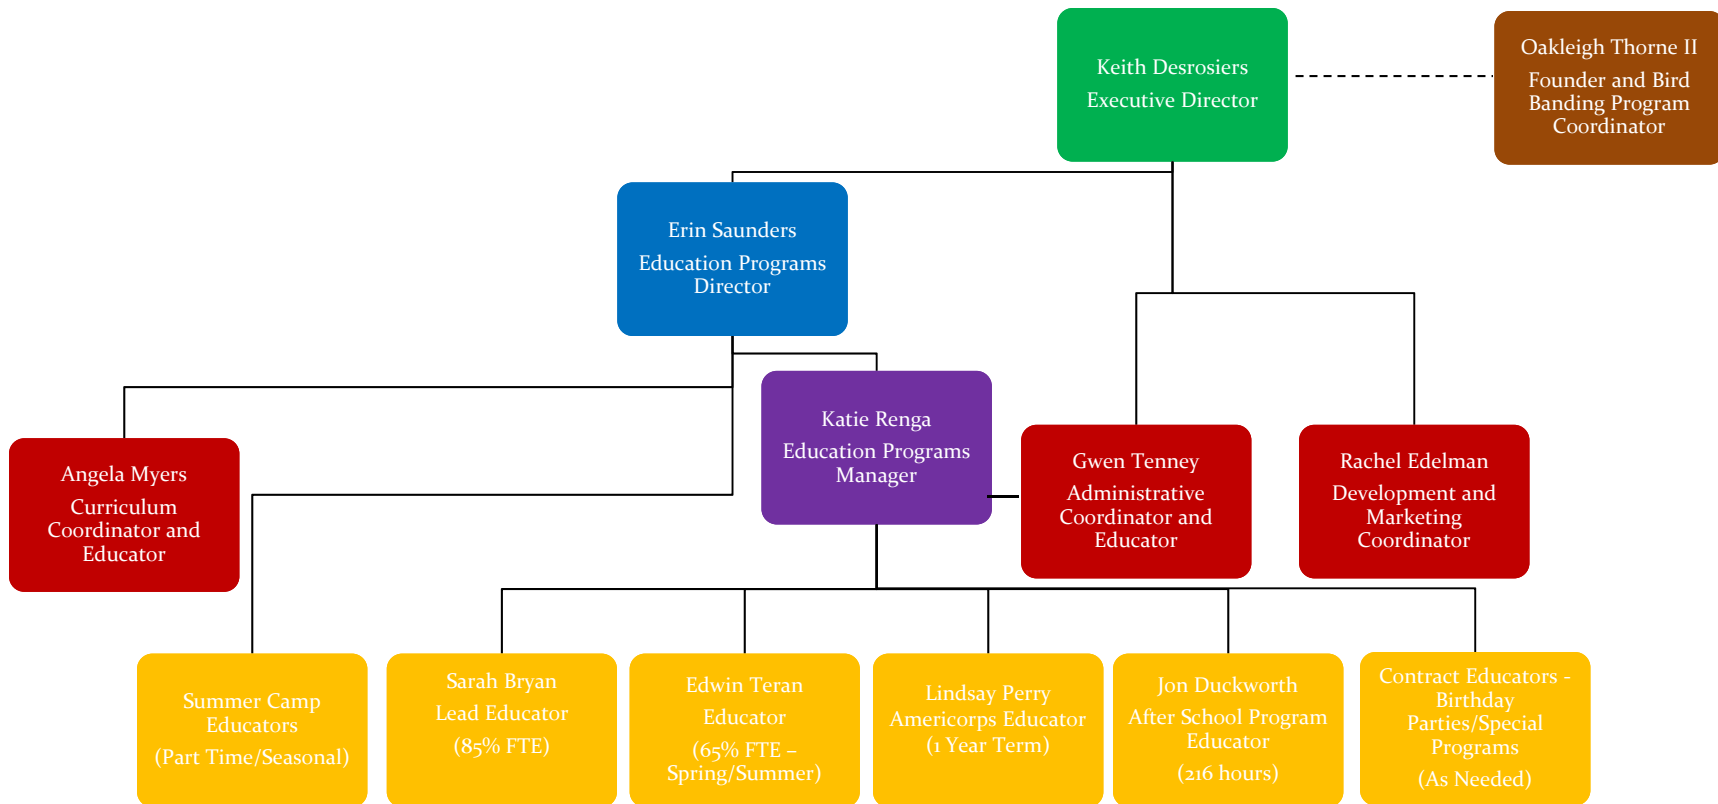 Keith Desrosiers
Executive Director
Oakleigh Thorne II
Founder and Bird
Banding Program
Coordinator
Erin Saunders
Education Programs
Director
Katie Renga
Education Programs
Manager
Angela Myers
Curriculum
Coordinator and
Educator
Gwen Tenney
Administrative
Coordinator and
Educator
Rachel Edelman
Development and
Marketing
Coordinator
Summer Camp
Educators
(Part Time/Seasonal)
Sarah Bryan
Lead Educator
(85% FTE)
Edwin Teran
Educator
(65% FTE –
Spring/Summer)
Lindsay Perry
Americorps Educator
(1 Year Term)
Jon Duckworth
After School Program
Educator
(216 hours)
Contract Educators -
Birthday
Parties/Special
Programs
(As Needed)